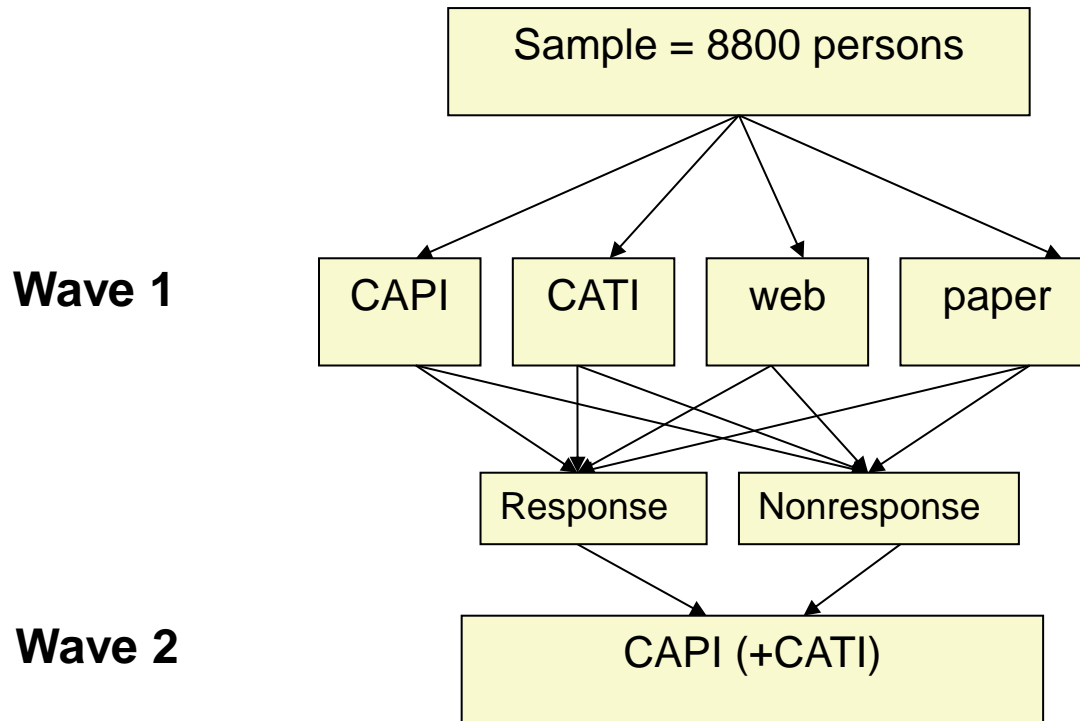 Sample = 8800 persons
Wave 1
CAPI
CATI
web
paper
Response
Nonresponse
Wave 2
CAPI (+CATI)